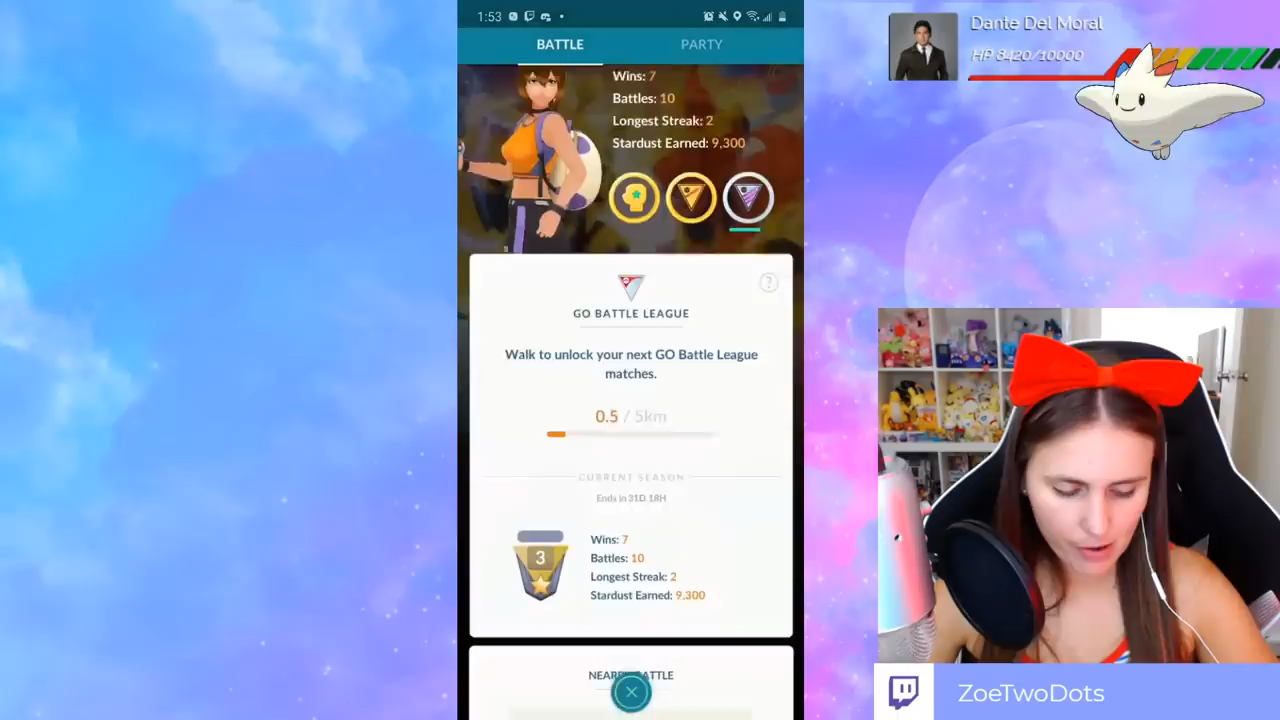 1:53
BATTLE
PARTY
Wins: 7
Battles: 10
Longest Streak: 2
Stardust Earned: 9,300
?
GO BATTLE LEAGUE
Walk to unlock your next GO Battle League
matches.
0.5 / 5km
CURRENT SEASON
Ends in 31D 18H
3
Wins: 7
Battles: 10
Longest Streak: 2
Stardust Earned: 9,300
Dante Del Moral
HP 8420/10000
ZoeTwoDots